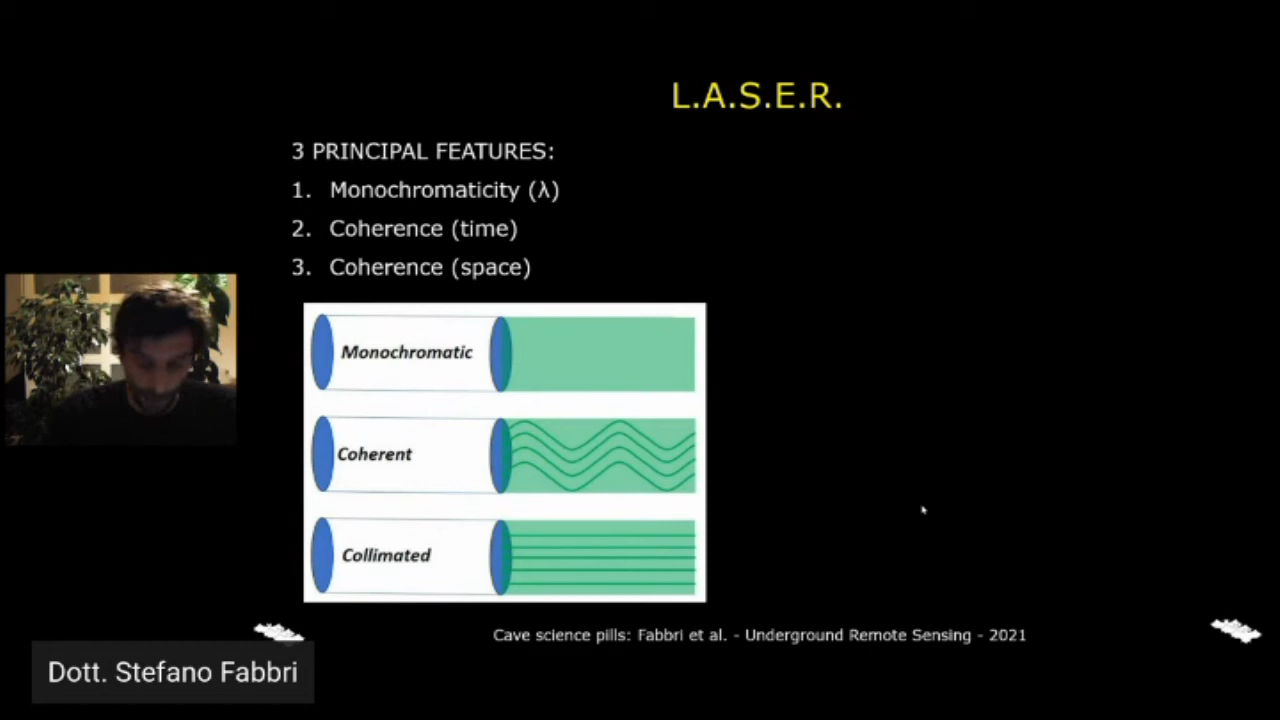 L.A.S.E.R.
3 PRINCIPAL FEATURES:
1. Monochromaticity (λ)
2. Coherence (time)
3. Coherence (space)
Monochromatic
Coherent
Collimated
Cave science pills: Fabbri et al. - Underground Remote Sensing - 2021
Dott. Stefano Fabbri